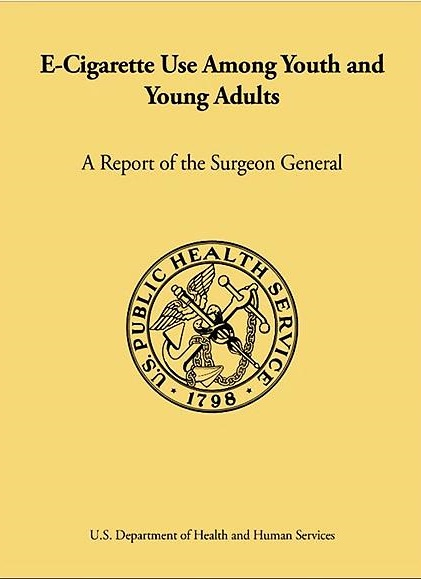 E-Cigarette Use Among Youth and
Young Adults
A Report of the Surgeon General
U.S. PUBLIC HEALTH SERVICE
1798
U.S. Department of Health and Human Services